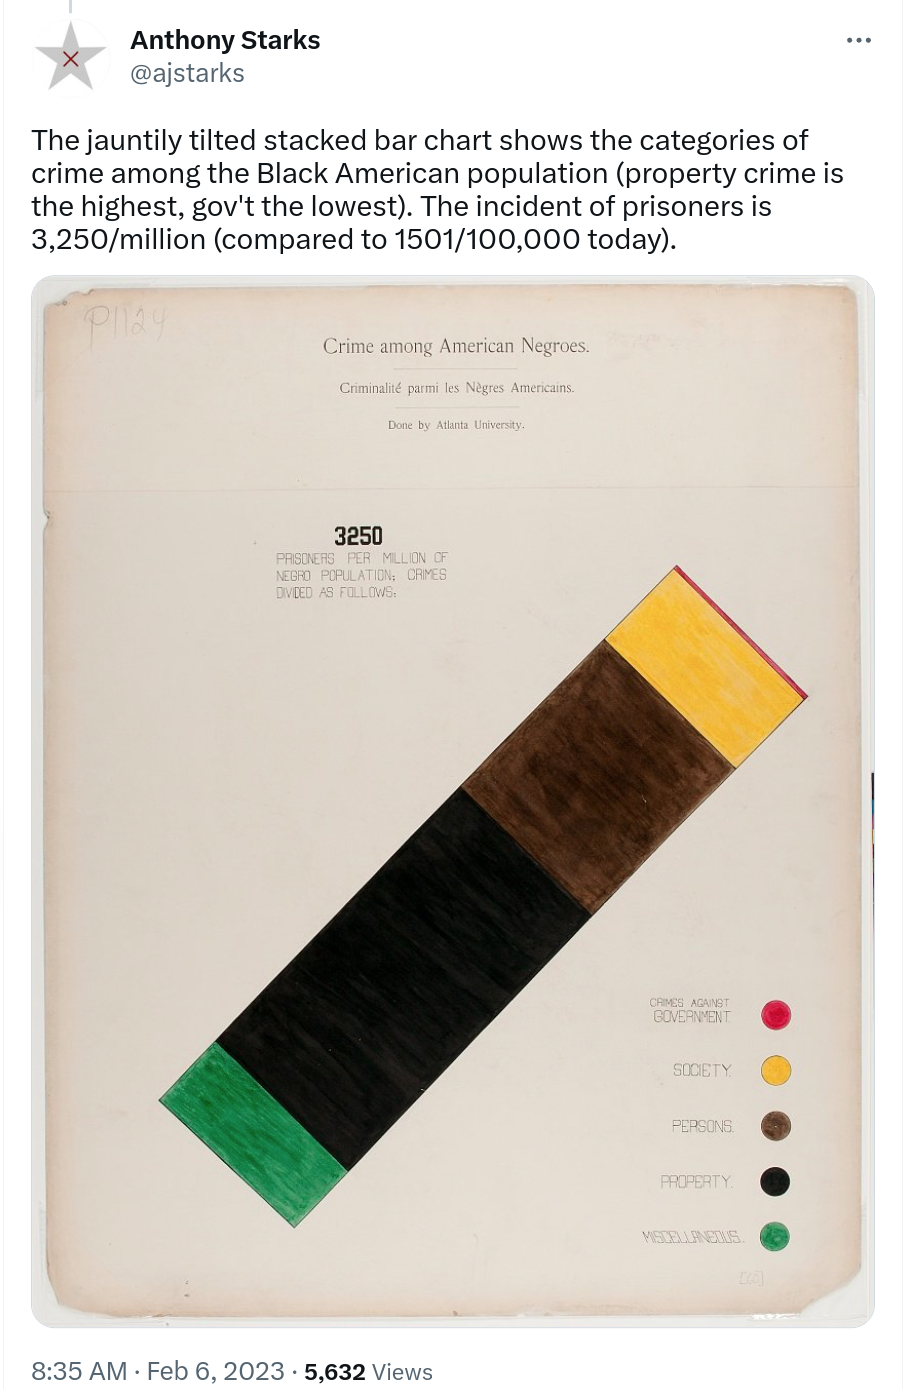 Anthony Starks
@ajstarks
The jauntily tilted stacked bar chart shows the categories of
crime among the Black American population (property crime is
the highest, gov't the lowest). The incident of prisoners is
3,250/million (compared to 1501/100,000 today).
P1124
Crime among American Negroes.
Criminalité parmi les Nègres Americains.
Done by Atlanta University.
3250
PRISONERS PER MILLION OF
NEGRO POPULATION; CRIMES
DIVIDED AS FOLLOWS:
CRIMES AGAINST
GOVERNMENT.
SOCIETY.
PERSONS.
PROPERTY.
MISCELLANEOUS.
8:35 AM · Feb 6, 2023 · 5,632 Views